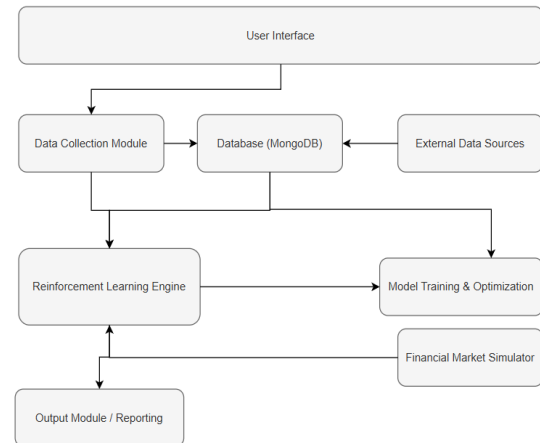 User Interface
Data Collection Module
Database (MongoDB)
External Data Sources
Reinforcement Learning Engine
Model Training & Optimization
Financial Market Simulator
Output Module / Reporting